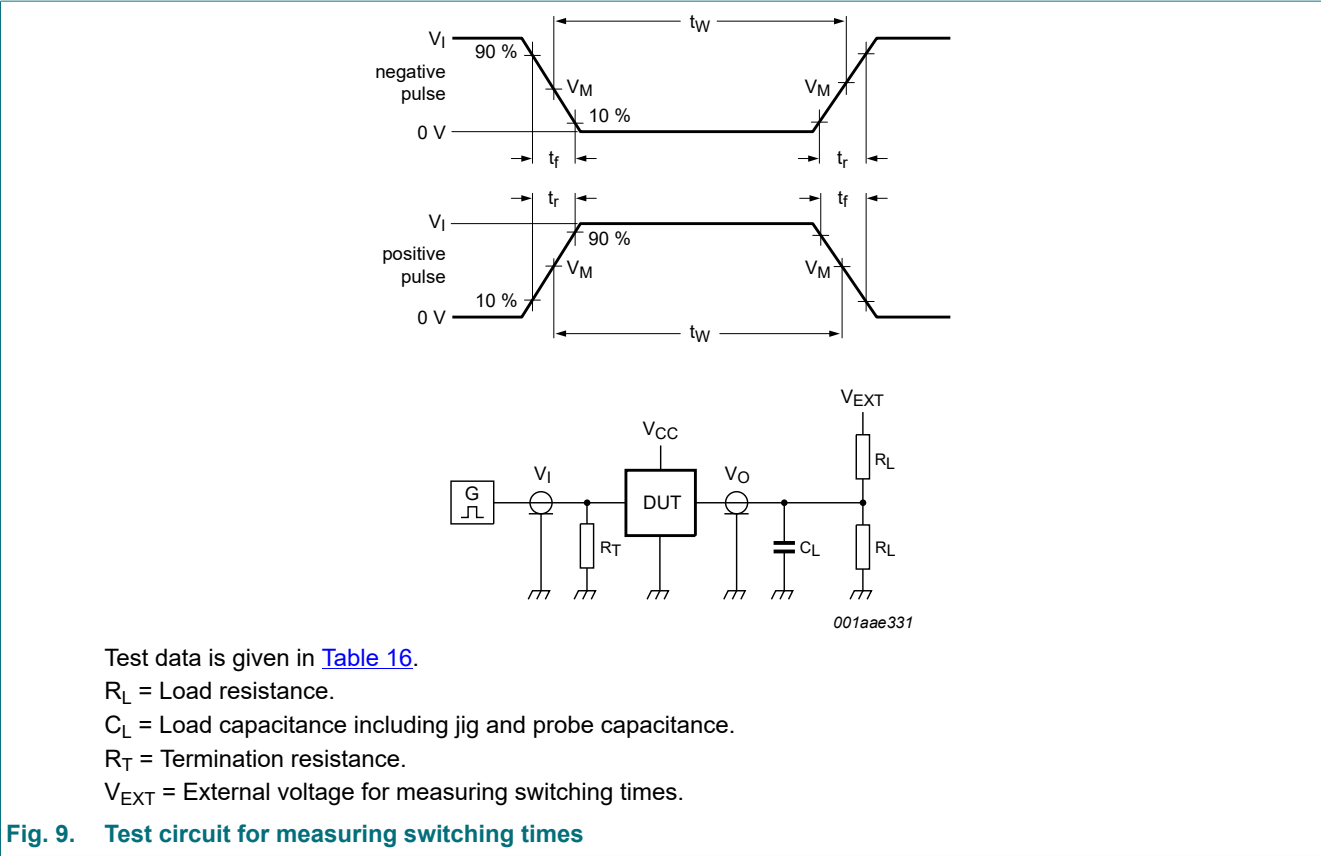 tW
VI
90 %
negative
pulse
VM
VM
10 %
0 V
tf
tr
tr
tf
VI
90 %
positive
pulse
VM
VM
10 %
0 V
tW
VEXT
VCC
RL
VI
VO
G
DUT
RT
CL
RL
001aae331
Test data is given in Table 16.
RL = Load resistance.
CL = Load capacitance including jig and probe capacitance.
RT = Termination resistance.
VEXT = External voltage for measuring switching times.
Fig. 9. Test circuit for measuring switching times